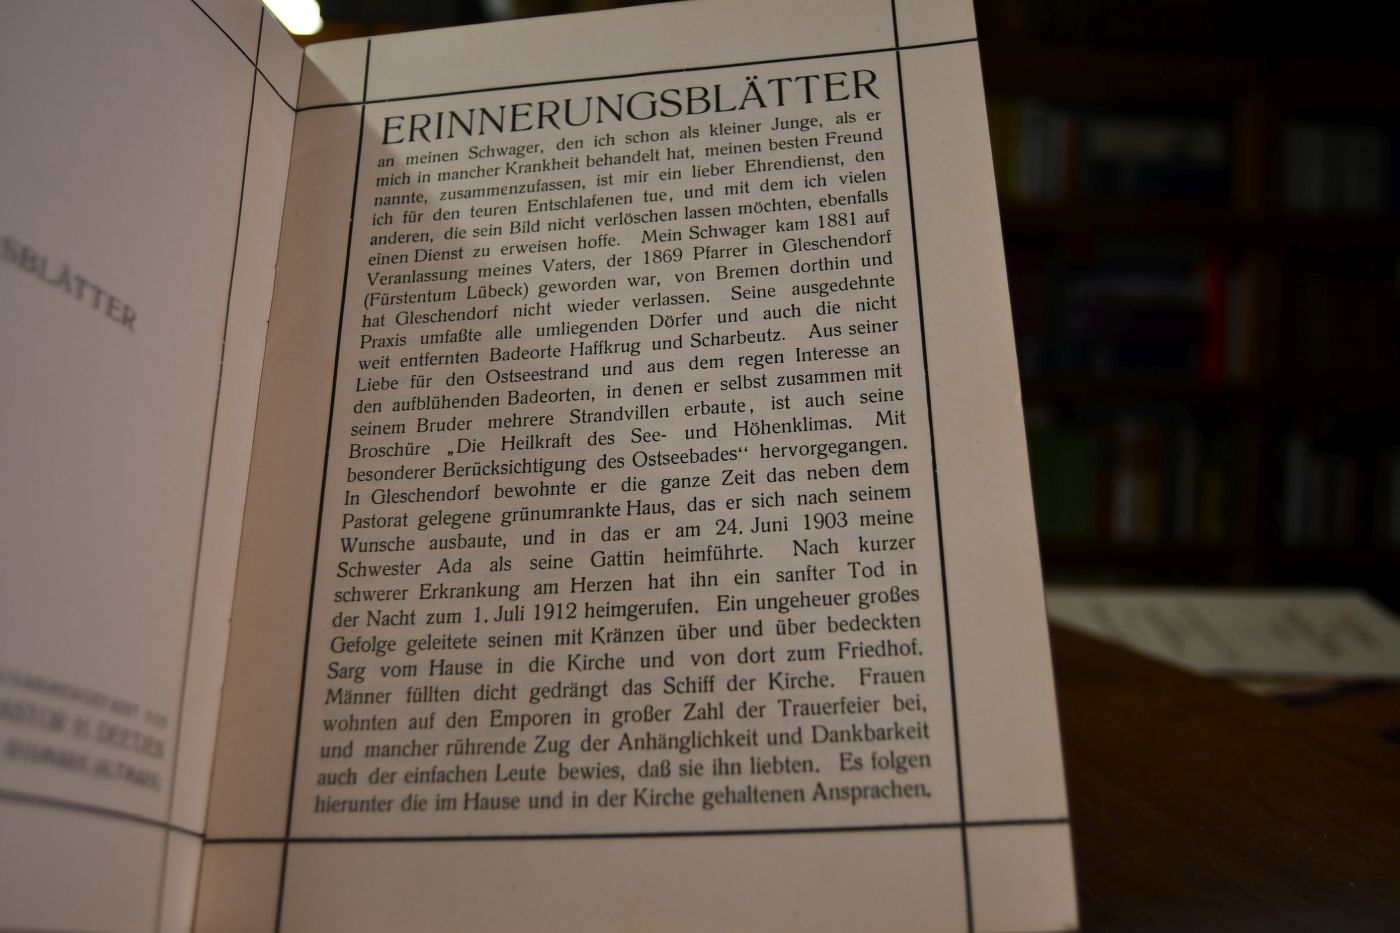 SBLÄTTER
ERINNERUNGSBLÄTTER
an meinen Schwager, den ich schon als kleiner Junge, als er
mich in mancher Krankheit behandelt hat, meinen besten Freund
nannte, zusammenzufassen, ist mir ein lieber Ehrendienst, den
ich für den teuren Entschlafenen tue, und mit dem ich vielen
anderen, die sein Bild nicht verlöschen lassen möchten, ebenfalls
einen Dienst zu erweisen hoffe. Mein Schwager kam 1881 auf
Veranlassung meines Vaters, der 1869 Pfarrer in Gleschendorf
(Fürstentum Lübeck) geworden war, von Bremen dorthin und
hat Gleschendorf nicht wieder verlassen. Seine ausgedehnte
Praxis umfaßte alle umliegenden Dörfer und auch die nicht
weit entfernten Badeorte Haffkrug und Scharbeutz. Aus seiner
Liebe für den Ostseestrand und aus dem regen Interesse an
den aufblühenden Badeorten, in denen er selbst zusammen mit
seinem Bruder mehrere Strandvillen erbaute, ist auch seine
Broschüre „Die Heilkraft des See- und Höhenklimas. Mit
besonderer Berücksichtigung des Ostseebades“ hervorgegangen.
In Gleschendorf bewohnte er die ganze Zeit das neben dem
Pastorat gelegene grünumrankte Haus, das er sich nach seinem
Wunsche ausbaute, und in das er am 24. Juni 1903 meine
Schwester Ada als seine Gattin heimführte. Nach kurzer
schwerer Erkrankung am Herzen hat ihn ein sanfter Tod in
der Nacht zum 1. Juli 1912 heimgerufen. Ein ungeheuer großes
Gefolge geleitete seinen mit Kränzen über und über bedeckten
Sarg vom Hause in die Kirche und von dort zum Friedhof.
Männer füllten dicht gedrängt das Schiff der Kirche. Frauen
wohnten auf den Emporen in großer Zahl der Trauerfeier bei,
und mancher rührende Zug der Anhänglichkeit und Dankbarkeit
auch der einfachen Leute bewies, daß sie ihn liebten. Es folgen
hierunter die im Hause und in der Kirche gehaltenen Ansprachen.